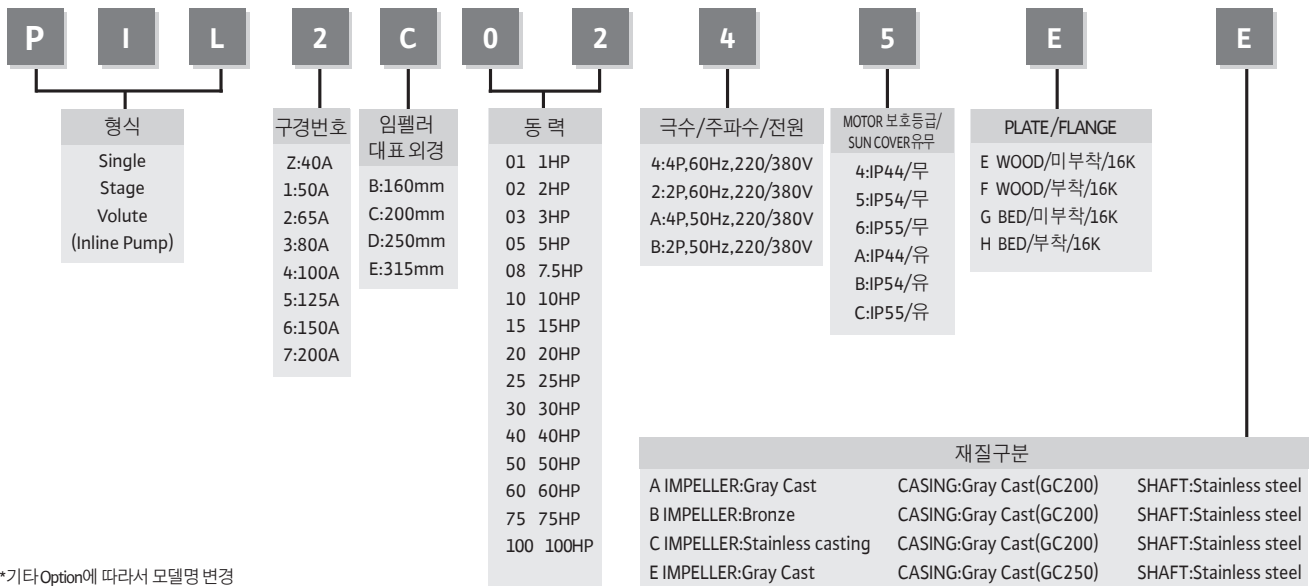 P I L 2 C 0 2 4 5 E E
형식
Single
Stage
Volute
(Inline Pump)
구경번호
Z:40A
1:50A
2:65A
3:80A
4:100A
5:125A
6:150A
7:200A
임펠러
대표 외경
B:160mm
C:200mm
D:250mm
E:315mm
동 력
01 1HP
02 2HP
03 3HP
05 5HP
08 7.5HP
10 10HP
15 15HP
20 20HP
25 25HP
30 30HP
40 40HP
50 50HP
60 60HP
75 75HP
100 100HP
극수/주파수/전원
4:4P,60Hz,220/380V
2:2P,60Hz,220/380V
A:4P,50Hz,220/380V
B:2P,50Hz,220/380V
MOTOR 보호등급/
SUN COVER유무
4:IP44/무
5:IP54/무
6:IP55/무
A:IP44/유
B:IP54/유
C:IP55/유
PLATE/FLANGE
E WOOD/미부착/16K
F WOOD/부착/16K
G BED/미부착/16K
H BED/부착/16K
재질구분
A IMPELLER:Gray Cast CASING:Gray Cast(GC200) SHAFT:Stainless steel
B IMPELLER:Bronze CASING:Gray Cast(GC200) SHAFT:Stainless steel
C IMPELLER:Stainless casting CASING:Gray Cast(GC200) SHAFT:Stainless steel
E IMPELLER:Gray Cast CASING:Gray Cast(GC250) SHAFT:Stainless steel
*기타 Option에 따라서 모델명 변경